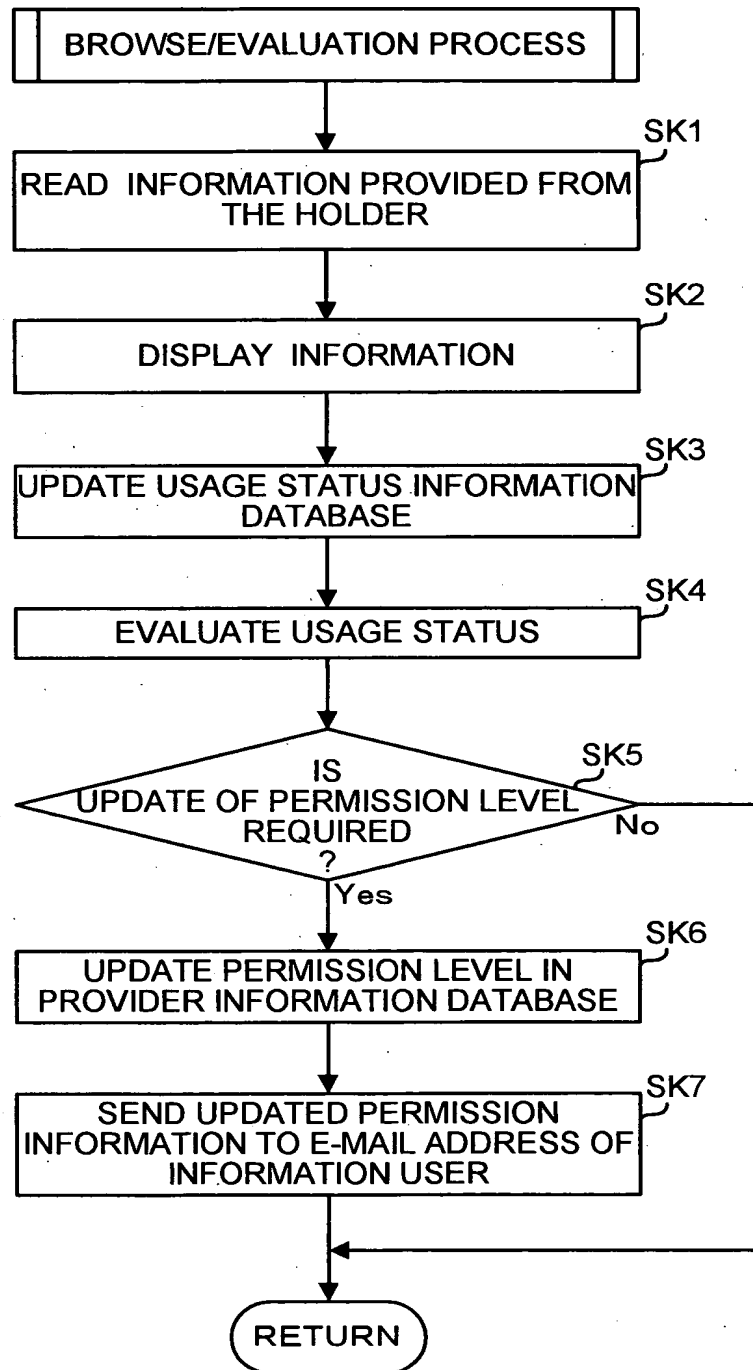 BROWSE/EVALUATION PROCESS
SK1
READ INFORMATION PROVIDED FROM
THE HOLDER
SK2
DISPLAY INFORMATION
SK3
UPDATE USAGE STATUS INFORMATION
DATABASE
SK4
EVALUATE USAGE STATUS
SK5
IS
UPDATE OF PERMISSION LEVEL
REQUIRED
?
No
Yes
SK6
UPDATE PERMISSION LEVEL IN
PROVIDER INFORMATION DATABASE
SK7
SEND UPDATED PERMISSION
INFORMATION TO E-MAIL ADDRESS OF
INFORMATION USER
RETURN